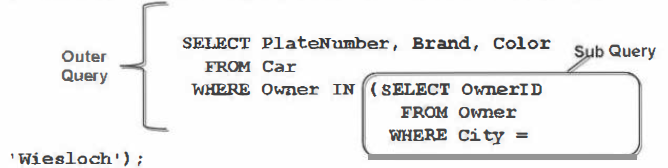 SELECT PlateNumber, Brand, Color
Sub Query
Outer
Query
FROM Car
WHERE Owner IN (SELECT OwnerID
FROM Owner
WHERE City =
'Wiesloch');